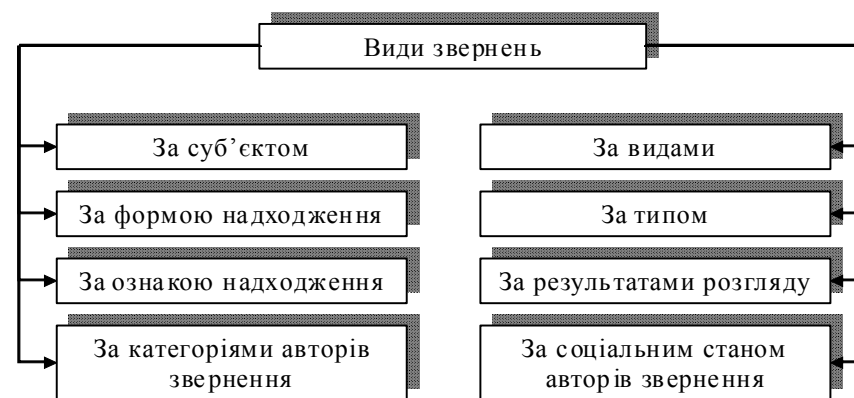 Види звернень
За суб’єктом
За формою надходження
За ознакою надходження
За категоріями авторів
звернення
За видами
За типом
За результатами розгляду
За соціальним станом
авторів звернення